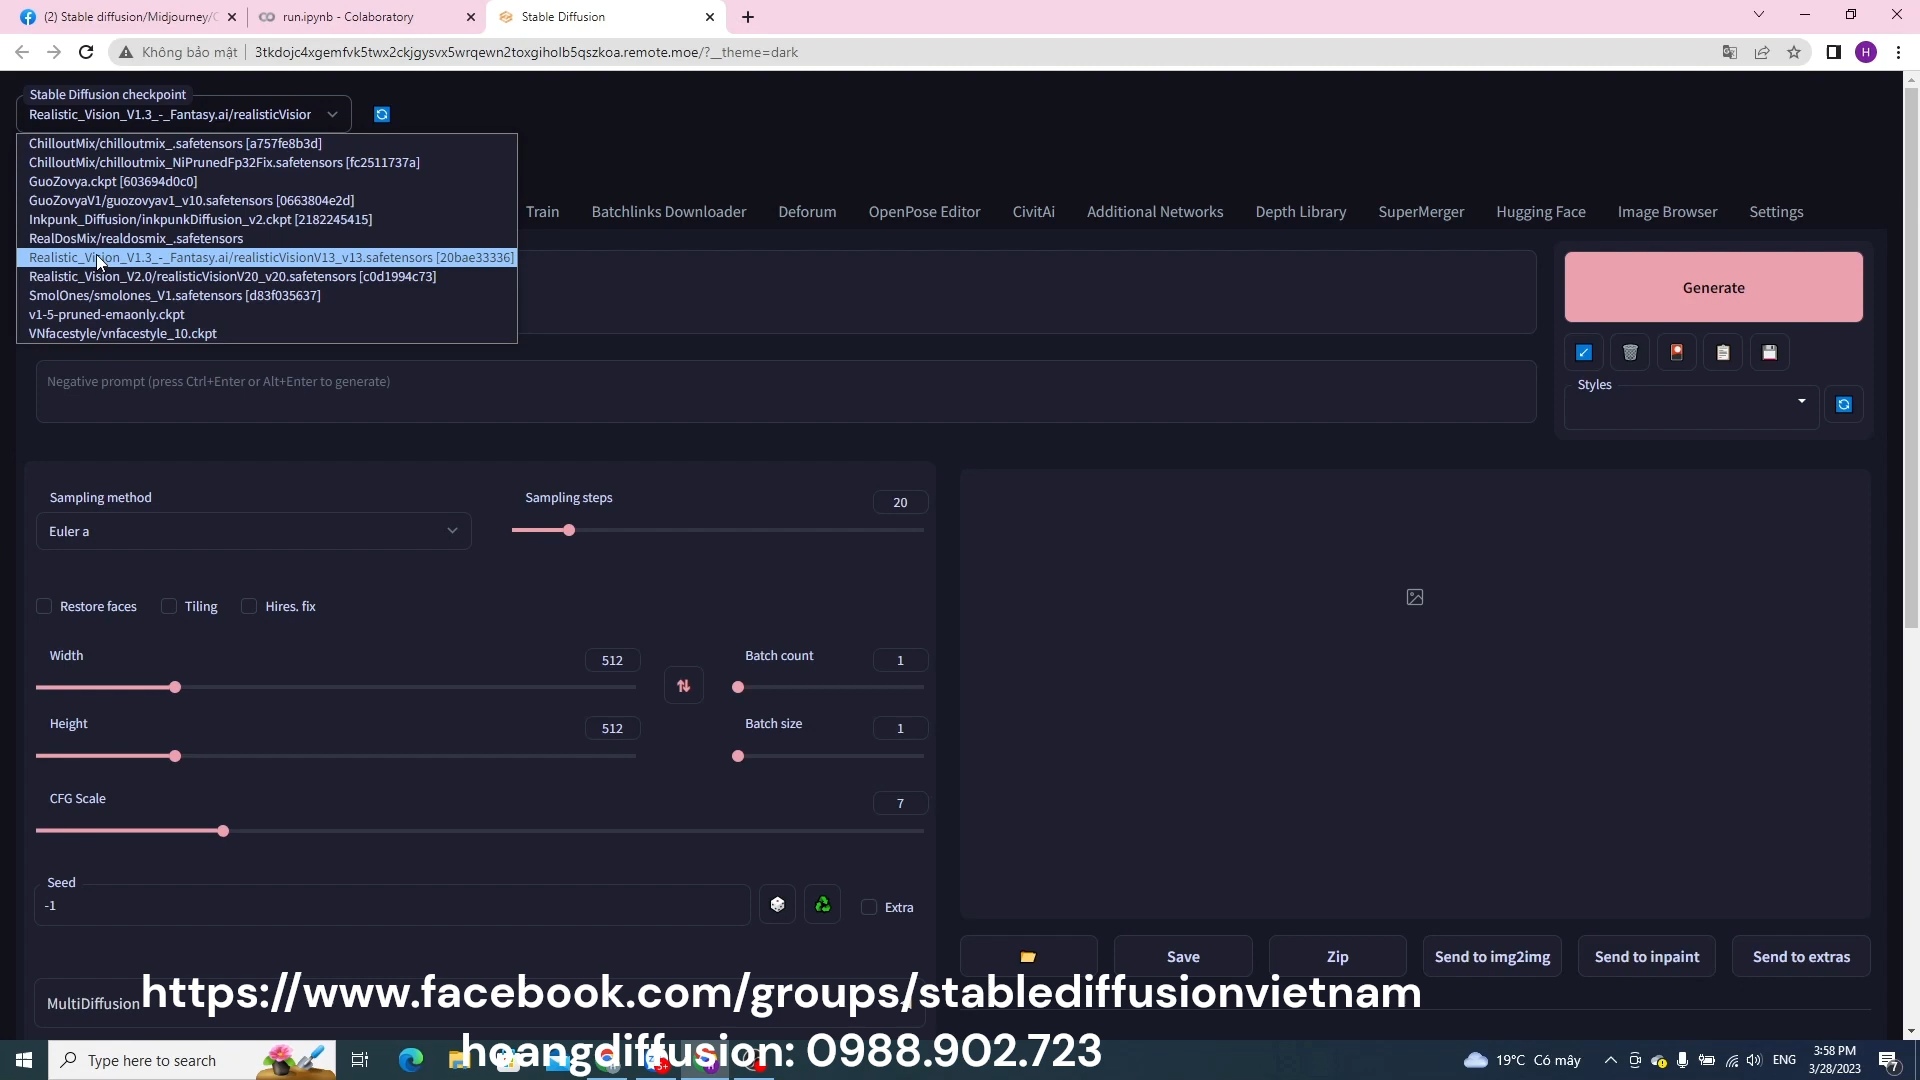 (2) Stable diffusion/Midjourney/C
run.ipynb - Colaboratory
Stable Diffusion
Không bảo mật
3tkdojc4xgemfvk5twx2ckjgysvx5wrqewn2toxgiholb5qszkoa.remote.moe/?__theme=dark
H
Stable Diffusion checkpoint
Realistic_Vision_V1.3_-_Fantasy.ai/realisticVision
ChilloutMix/chilloutmix_.safetensors [a757fe8b3d]
ChilloutMix/chilloutmix_NiPrunedFp32Fix.safetensors [fc2511737a]
GuoZovya.ckpt [603694d0c0]
GuoZovyaV1/guozovyav1_v10.safetensors [0663804e2d]
Inkpunk_Diffusion/inkpunkDiffusion_v2.ckpt [2182245415]
RealDosMix/realdosmix_.safetensors
Realistic_Vision_V1.3_-_Fantasy.ai/realisticVisionV13_v13.safetensors [20bae33336]
Realistic_Vision_V2.0/realisticVisionV20_v20.safetensors [c0d1994c73]
SmolOnes/smolones_V1.safetensors [d83f035637]
v1-5-pruned-emaonly.ckpt
VNfacestyle/vnfacestyle_10.ckpt
Train Batchlinks Downloader Deforum OpenPose Editor CivitAi Additional Networks Depth Library SuperMerger Hugging Face Image Browser Settings
Generate
Negative prompt (press Ctrl+Enter or Alt+Enter to generate)
Styles
Sampling method
Euler a
Sampling steps
20
Restore faces
Tiling
Hires. fix
Width
512
Batch count
1
Height
512
Batch size
1
CFG Scale
7
Seed
-1
Extra
Save
Zip
Send to img2img
Send to inpaint
Send to extras
MultiDiffusion
https://www.facebook.com/groups/stablediffusionvietnam
hoangdiffusion: 0988.902.723
Type here to search
19°C Có mây
ENG
3:58 PM
3/28/2023
7